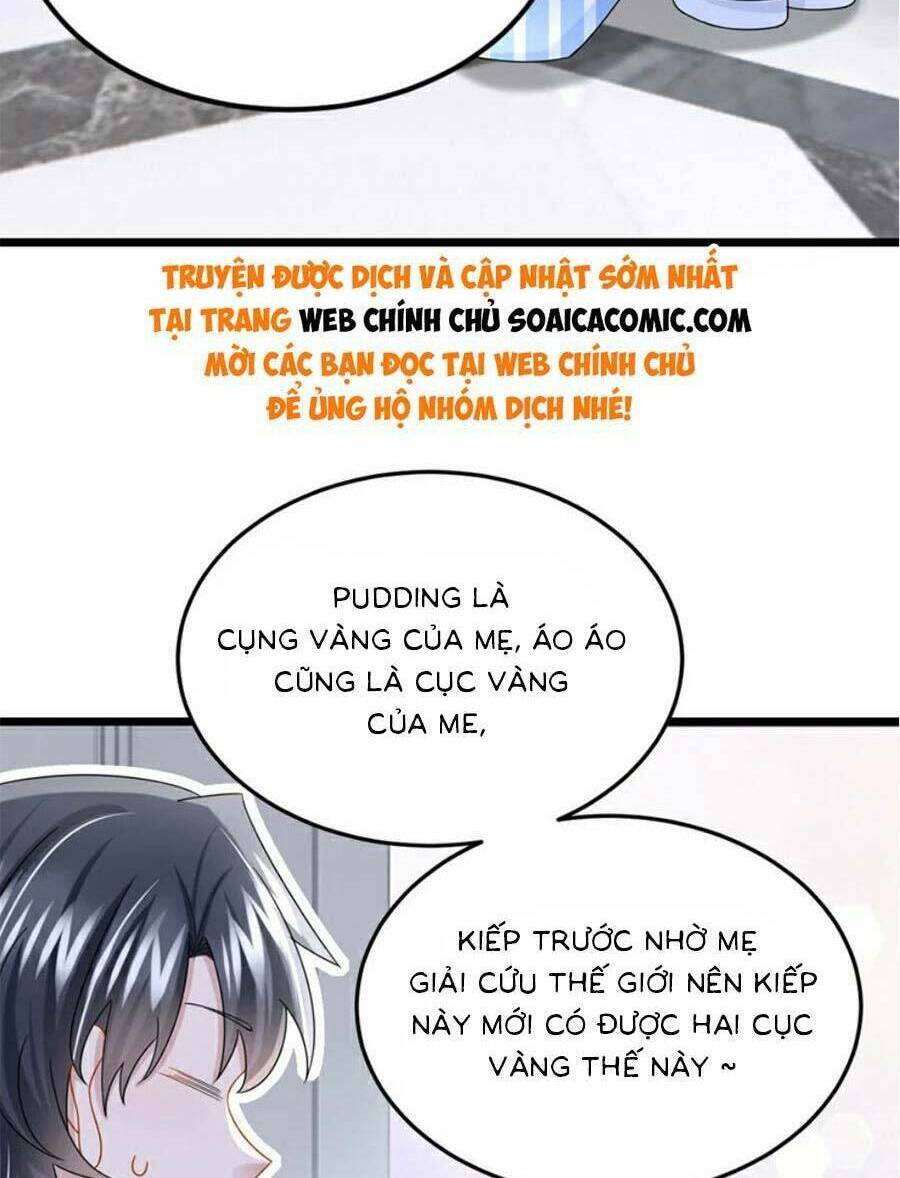 TRUYỆN ĐƯỢC DỊCH VÀ CẬP NHẬT SỚM NHẤT
TẠI TRANG WEB CHÍNH CHỦ SOAICACOMIC.COM
MỜI CÁC BẠN ĐỌC TẠI WEB CHÍNH CHỦ
ĐỂ ỦNG HỘ NHÓM DỊCH NHÉ!
PUDDING LÀ
CỤNG VÀNG CỦA MẸ, ÁO ÁO
CŨNG LÀ CỤC VÀNG
CỦA MẸ,
KIẾP TRƯỚC NHỜ MẸ
GIẢI CỨU THẾ GIỚI NÊN KIẾP
NÀY MỚI CÓ ĐƯỢC HAI CỤC
VÀNG THẾ NÀY ~